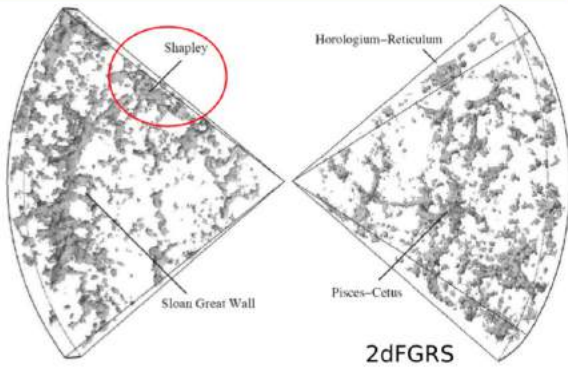 Shapley
Horologium−Reticulum
Sloan Great Wall
Pisces−Cetus
2dFGRS